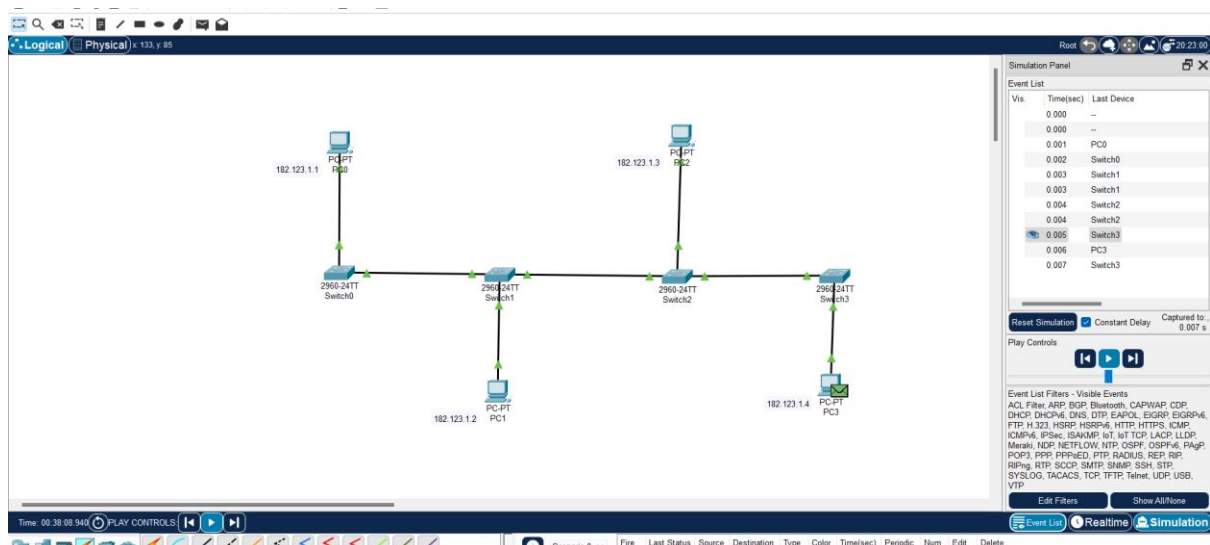 Logical Physical x: 133, y: 85 Root 20:23:00
Simulation Panel
Event List
Vis. Time(sec) Last Device
0.000 --
0.000 --
0.001 PC0
0.002 Switch0
0.003 Switch1
0.003 Switch1
0.004 Switch2
0.004 Switch2
0.005 Switch3
0.006 PC3
0.007 Switch3
Reset Simulation Constant Delay Captured to:
0.007 s
Play Controls
Event List Filters - Visible Events
ACL Filter, ARP, BGP, Bluetooth, CAPWAP, CDP,
DHCP, DHCPv6, DNS, DTP, EAPOL, EIGRP, EIGRPv6,
FTP, H.323, HSRP, HSRPv6, HTTP, HTTPS, ICMP,
ICMPv6, IPSec, ISAKMP, IoT, IoT TCP, LACP, LLDP,
Meraki, NDP, NETFLOW, NTP, OSPF, OSPFv6, PAgP,
POP3, PPP, PPPoED, PTP, RADIUS, REP, RIP,
RIPng, RTP, SCCP, SMTP, SNMP, SSH, STP,
SYSLOG, TACACS, TCP, TFTP, Telnet, UDP, USB,
VTP
Edit Filters Show All/None
PC-PT
PC0
182.123.1.1
PC-PT
PC2
182.123.1.3
2960-24TT
Switch0
2960-24TT
Switch1
2960-24TT
Switch2
2960-24TT
Switch3
PC-PT
PC1
182.123.1.2
PC-PT
PC3
182.123.1.4
Time: 00:38:08.940 PLAY CONTROLS:
Event List Realtime Simulation
Fire Last Status Source Destination Type Color Time(sec) Periodic Num Edit Delete